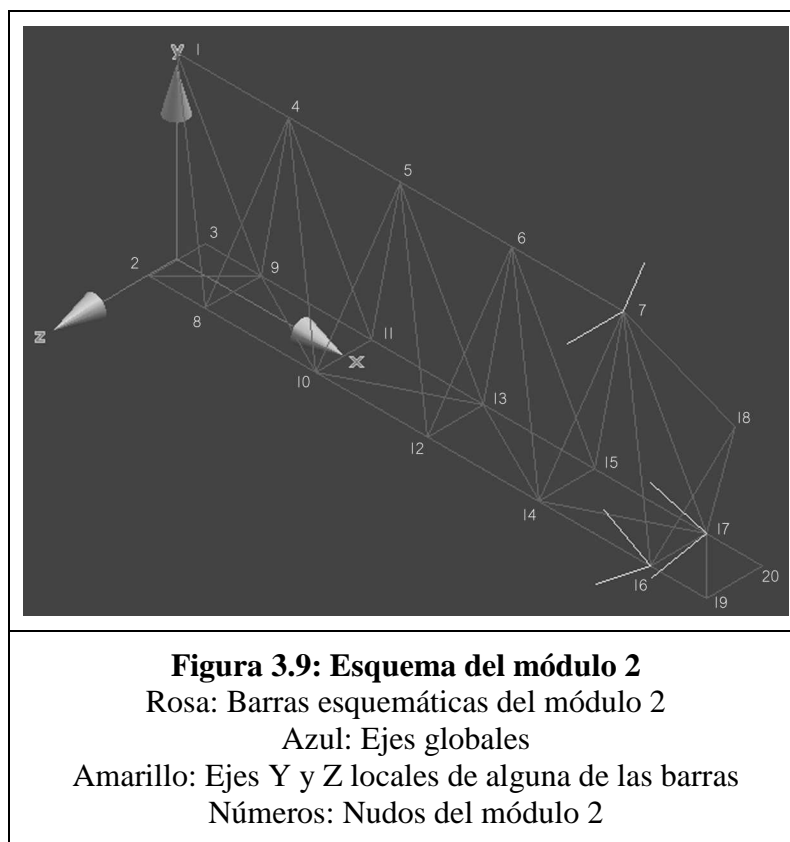 y 1
4
5
3 6
2 9
7
8
z
11
x
10
18
13
12
15
14
17
16 20
19
Figura 3.9: Esquema del módulo 2
Rosa: Barras esquemáticas del módulo 2
Azul: Ejes globales
Amarillo: Ejes Y y Z locales de alguna de las barras
Números: Nudos del módulo 2